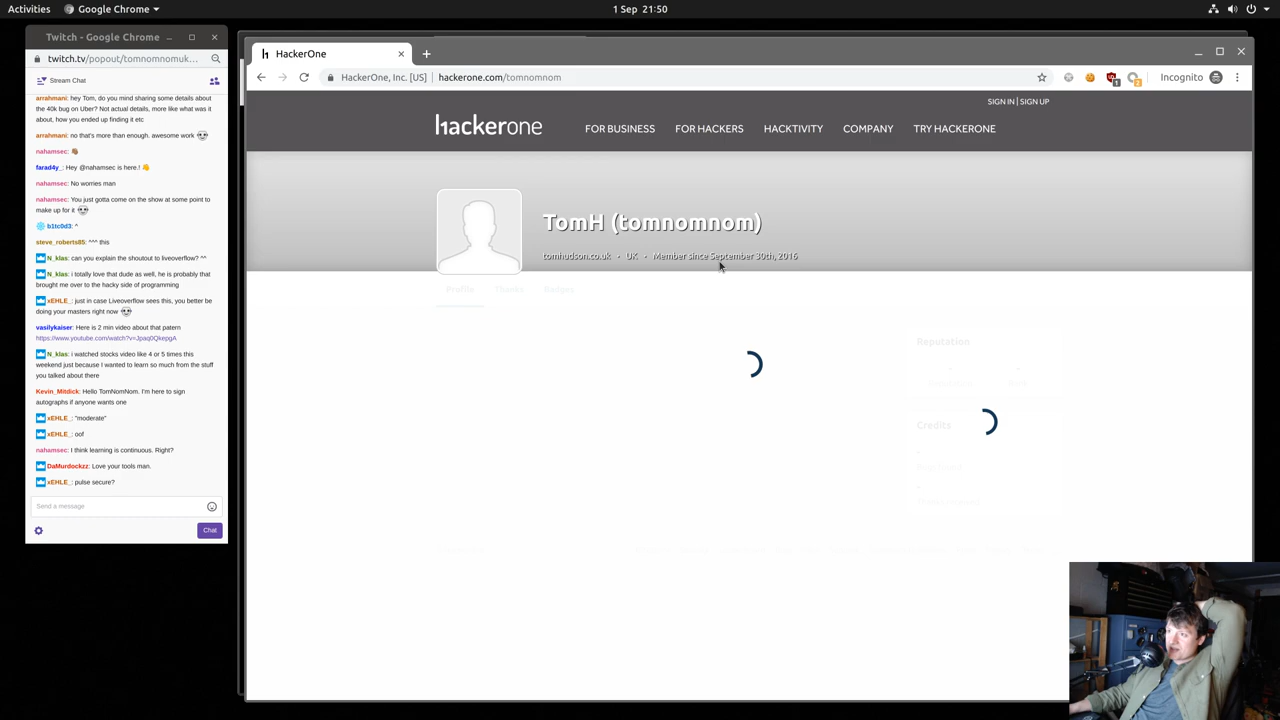 Activities
Google Chrome
1 Sep 21:50
Twitch - Google Chrome
twitch.tv/popout/tomnomnomuk...
Stream Chat
arrahmani: hey Tom, do you mind sharing some details about
the 40k bug on Uber? Not actual details, more like what was it
about, how you ended up finding it etc
arrahmani: no that's more than enough. awesome work
nahamsec:
farad4y_: Hey @nahamsec is here.!
nahamsec: No worries man
nahamsec: You just gotta come on the show at some point to
make up for it
b1tc0d3: ^
steve_roberts85: ^^^ this
N_klas: can you explain the shoutout to liveoverflow? ^^
N_klas: i totally love that dude as well, he is probably that
brought me over to the hacky side of programming
xEHLE_: just in case Liveoverflow sees this, you better be
doing your masters right now
vasilykaiser: Here is 2 min video about that patern
https://www.youtube.com/watch?v=Jpaq0QkepgA
N_klas: i watched stocks video like 4 or 5 times this
weekend just because I wanted to learn so much from the stuff
you talked about there
Kevin_Mitdick: Hello TomNomNom. I'm here to sign
autographs if anyone wants one
xEHLE_: "moderate"
xEHLE_: oof
nahamsec: I think learning is continuous. Right?
DaMurdockzz: Love your tools man.
xEHLE_: pulse secure?
Send a message
Chat
HackerOne
HackerOne, Inc. [US]
hackerone.com/tomnomnom
1
2
Incognito
SIGN IN | SIGN UP
hackerone
FOR BUSINESS
FOR HACKERS
HACKTIVITY
COMPANY
TRY HACKERONE
TomH (tomnomnom)
tomhudson.co.uk • UK • Member since September 30th, 2016
Profile
Thanks
Badges
Reputation
Credits